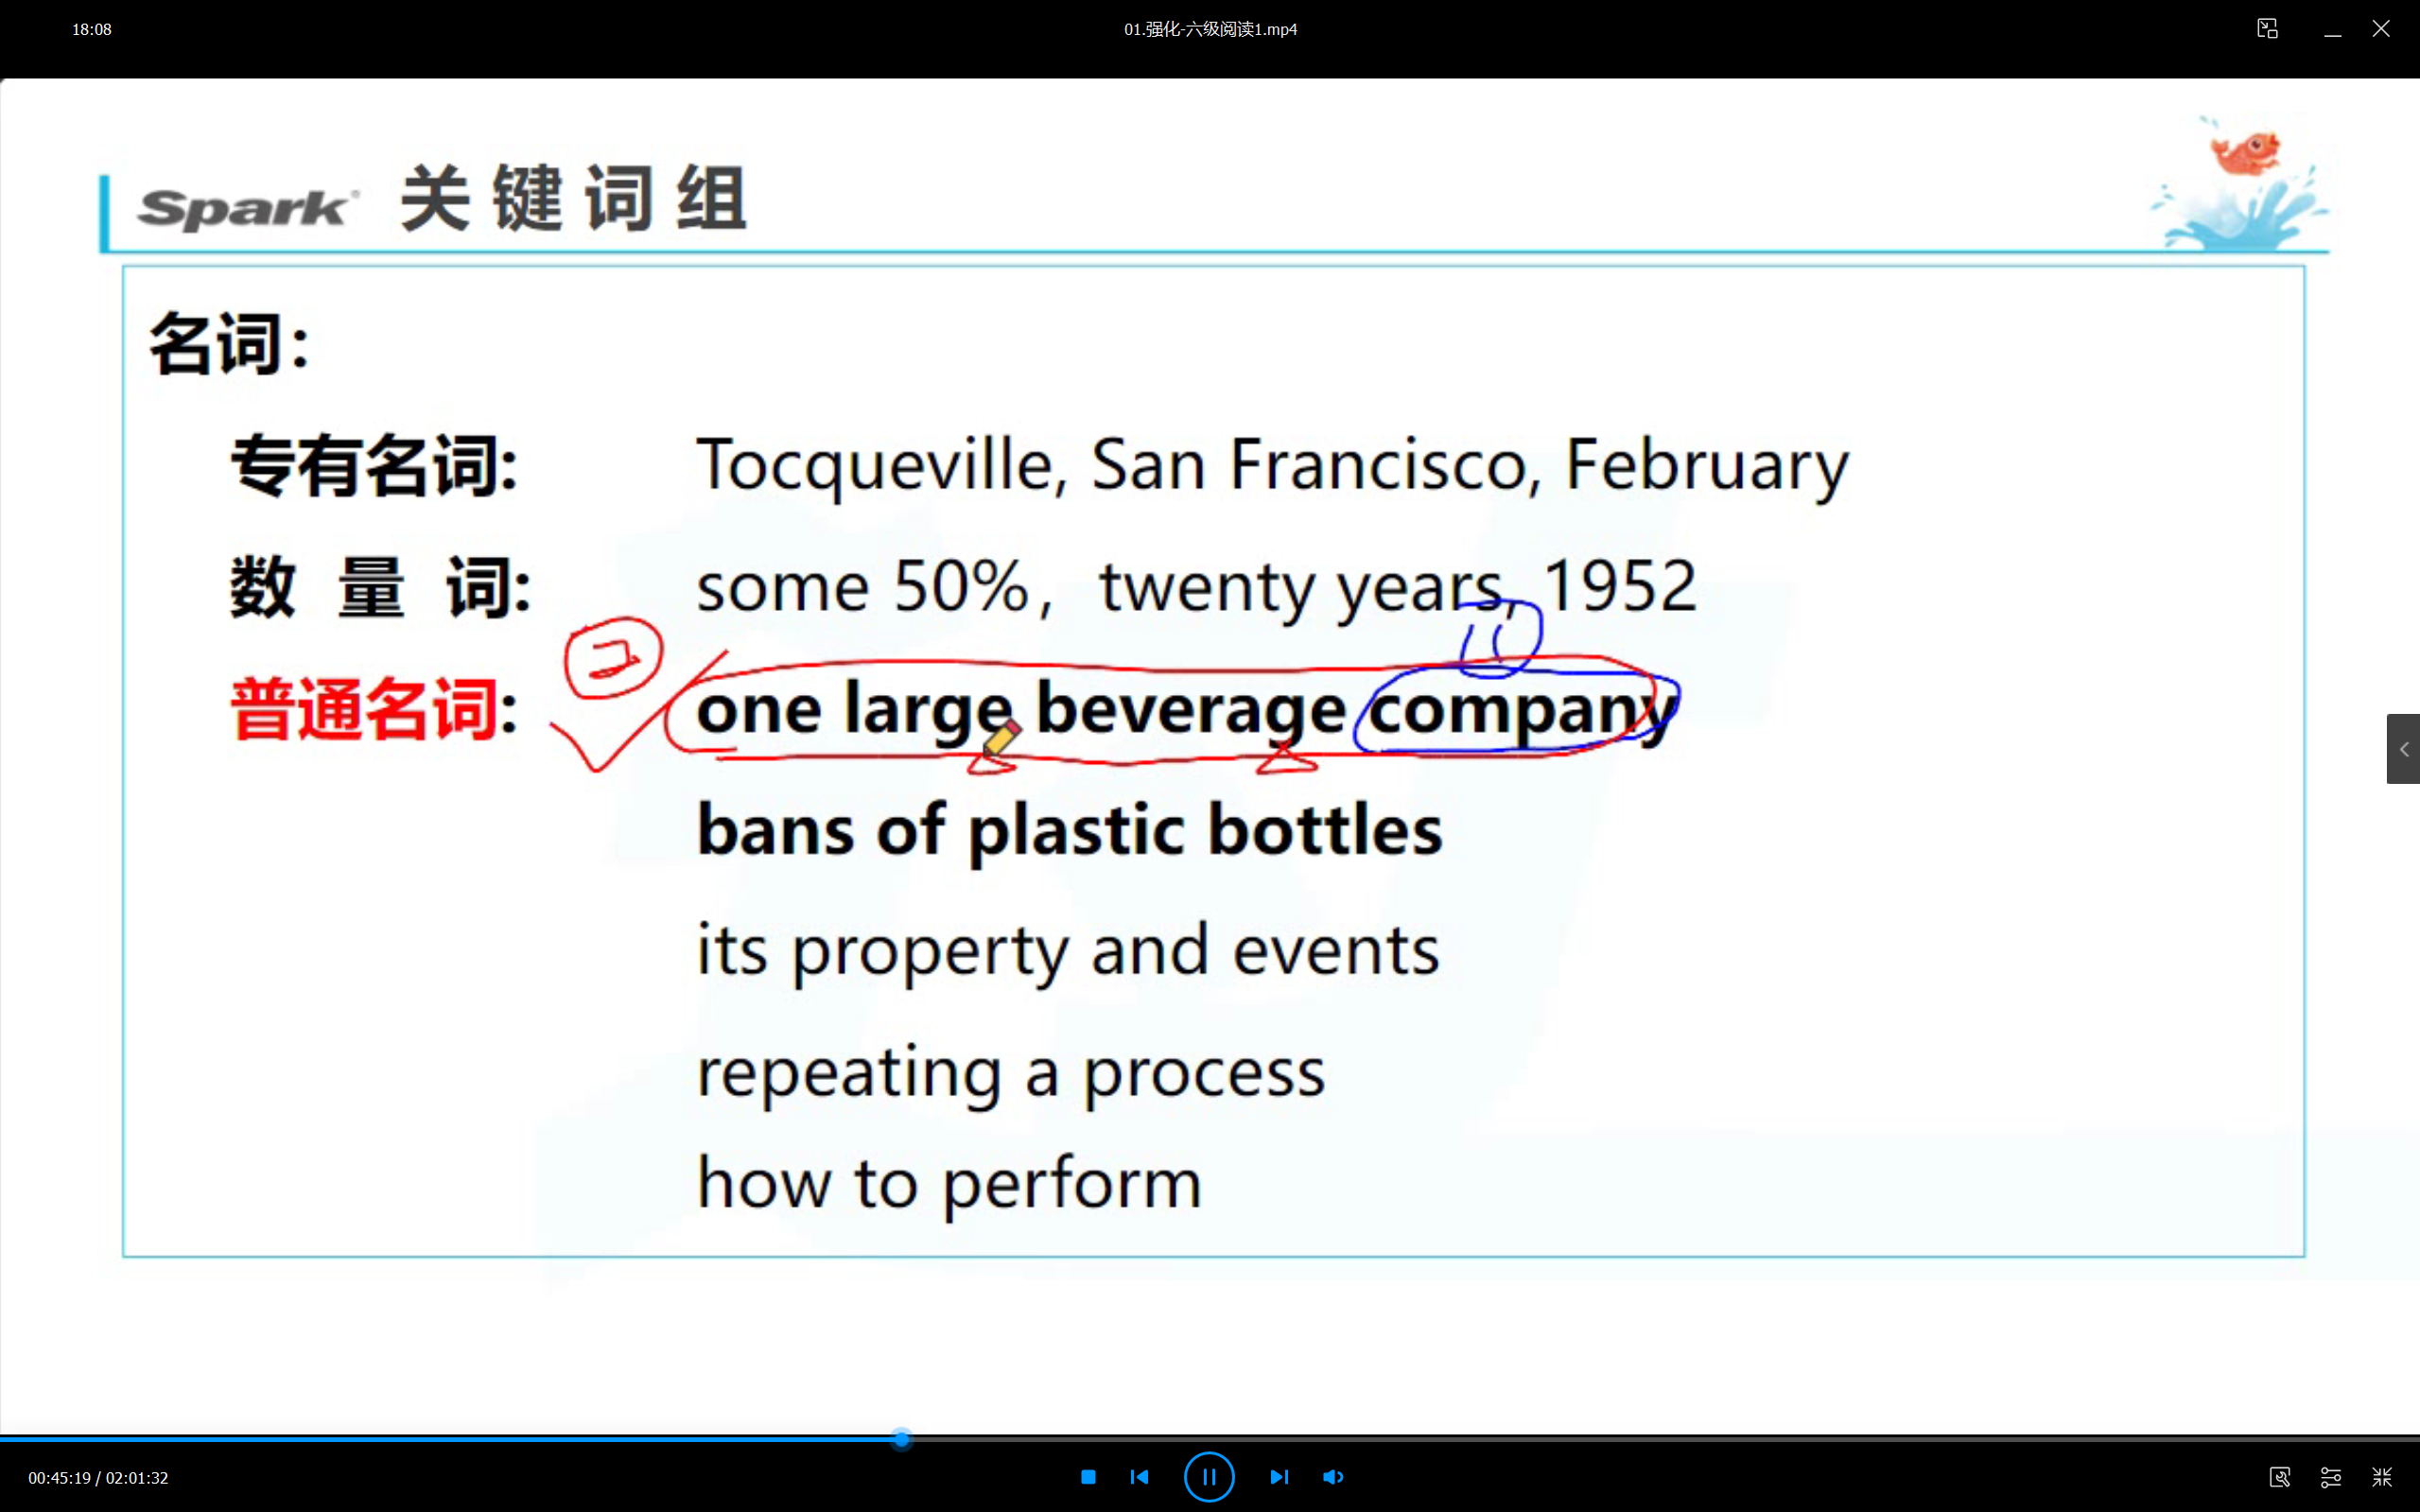 18:08
01.强化-六级阅读1.mp4
Spark 关键词组
名词:
专有名词: Tocqueville, San Francisco, February
数 量 词: some 50%, twenty years, 1952
普通名词: one large beverage company
bans of plastic bottles
its property and events
repeating a process
how to perform
00:45:19 / 02:01:32